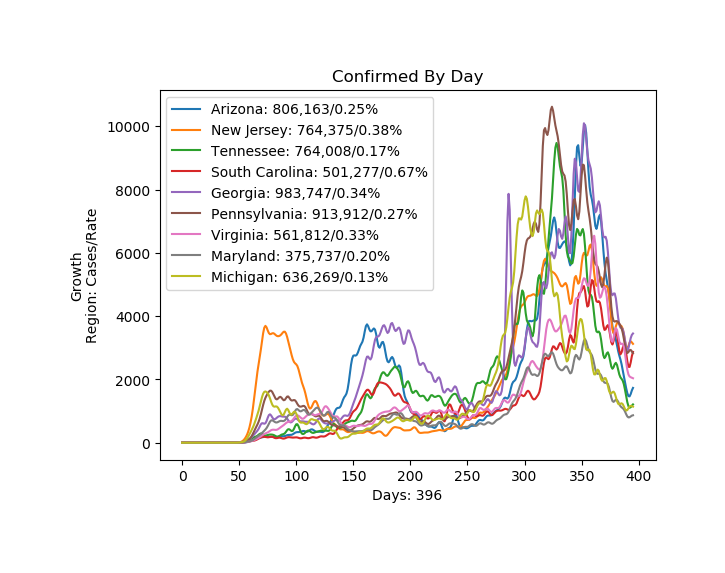 Confirmed By Day
Growth
Region: Cases/Rate
10000
8000
6000
4000
2000
0
Arizona: 806,163/0.25%
New Jersey: 764,375/0.38%
Tennessee: 764,008/0.17%
South Carolina: 501,277/0.67%
Georgia: 983,747/0.34%
Pennsylvania: 913,912/0.27%
Virginia: 561,812/0.33%
Maryland: 375,737/0.20%
Michigan: 636,269/0.13%
0 50 100 150 200 250 300 350 400
Days: 396